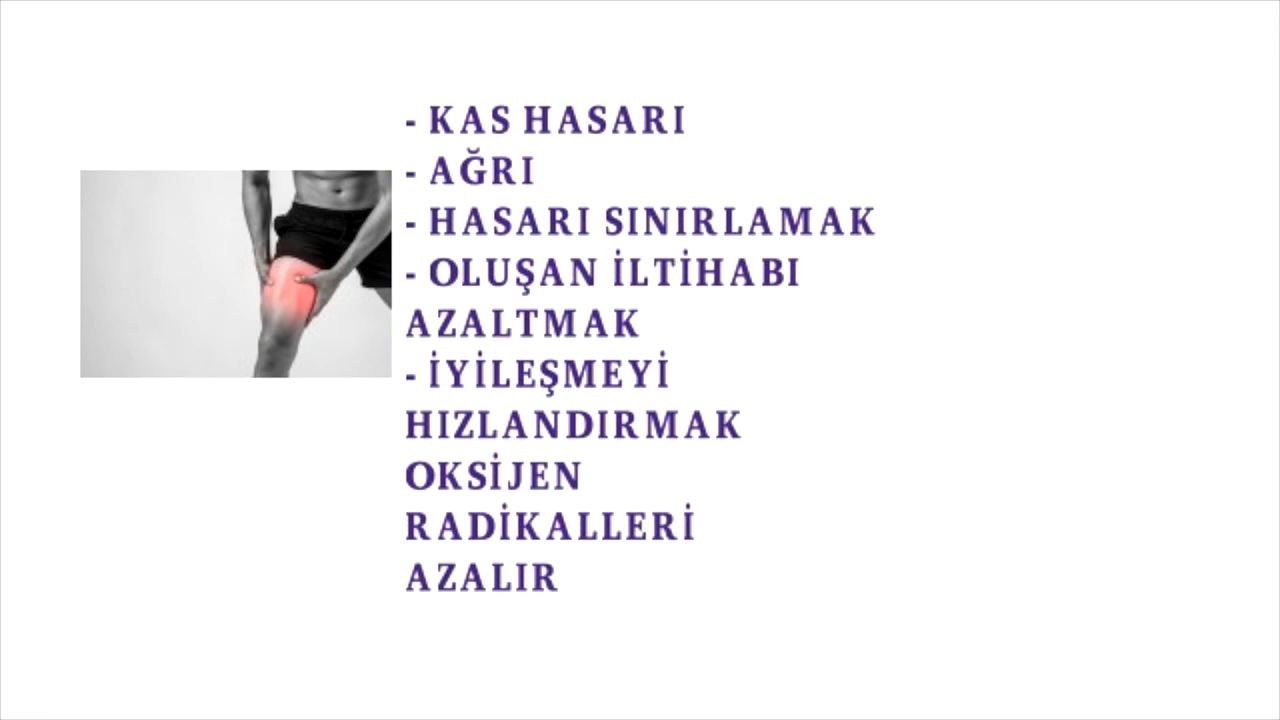 - KAS HASARI
- AĞRI
- HASARI SINIRLAMAK
- OLUŞAN İLTİHABI
AZALTMAK
- İYİLEŞMEYİ
HIZLANDIRMAK
OKSİJEN
RADİKALLERİ
AZALIR